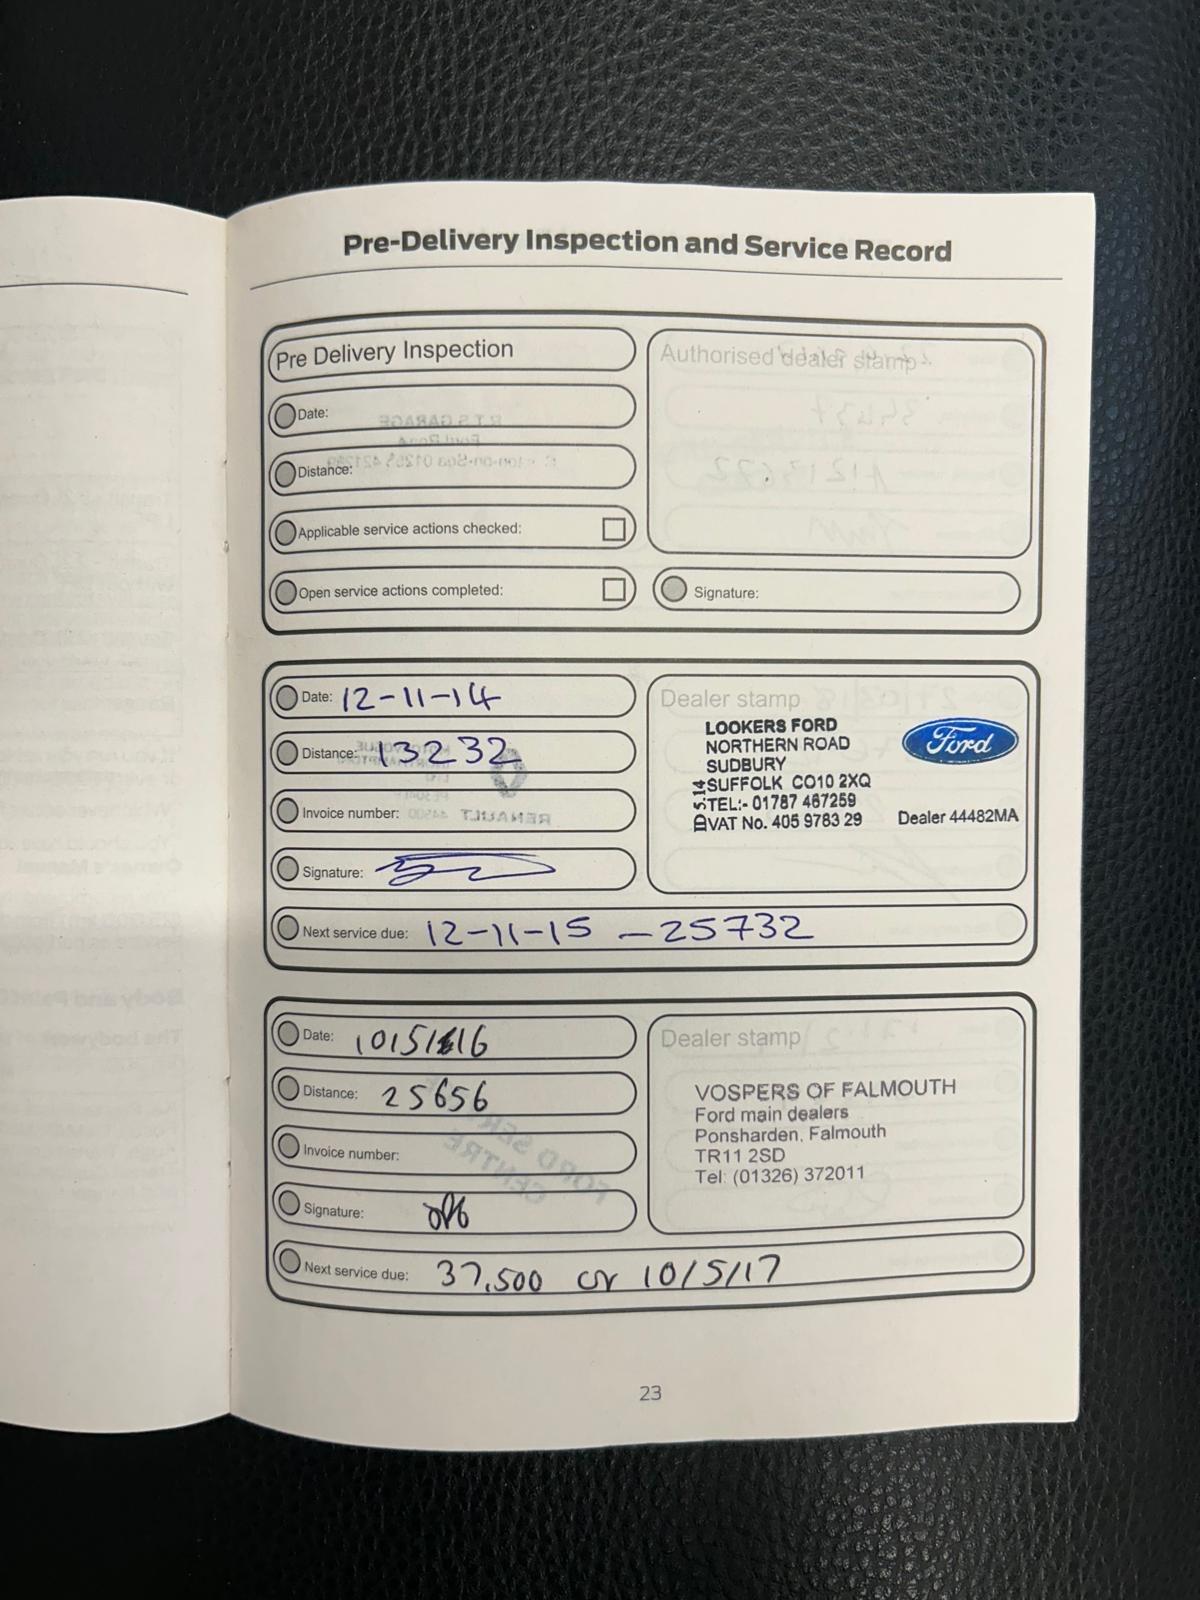 Pre-Delivery Inspection and Service Record
Pre Delivery Inspection
Date:
Distance:
Applicable service actions checked:
Open service actions completed:
Authorised dealer stamp
Signature:
Date: 12-11-14
Distance: 13232
Invoice number:
Signature:
Next service due: 12-11-15 - 25732
Dealer stamp
LOOKERS FORD
NORTHERN ROAD
SUDBURY
SUFFOLK CO10 2XQ
TEL:- 01787 467259
VAT No. 405 9783 29
Ford
Dealer 44482MA
Date: 10/5/16
Distance: 25656
Invoice number:
Signature:
Next service due: 37,500 or 10/5/17
Dealer stamp
VOSPERS OF FALMOUTH
Ford main dealers
Ponsharden, Falmouth
TR11 2SD
Tel: (01326) 372011
23